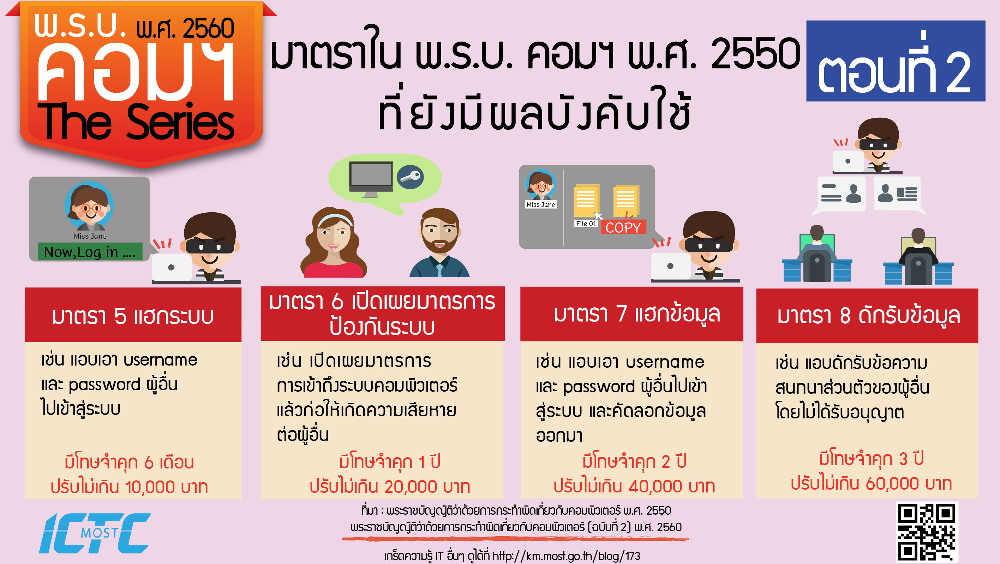 พ.ร.บ. พ.ศ. 2560
คอมฯ
The Series
มาตราใน พ.ร.บ. คอมฯ พ.ศ. 2550
ที่ยังมีผลบังคับใช้
ตอนที่ 2
Miss Jane
Now,Log in ....
Miss Jane
File 01
COPY
มาตรา 5 แฮกระบบ
เช่น แอบเอา username
และ password ผู้อื่น
ไปเข้าสู่ระบบ
มีโทษจำคุก 6 เดือน
ปรับไม่เกิน 10,000 บาท
มาตรา 6 เปิดเผยมาตรการ
ป้องกันระบบ
เช่น เปิดเผยมาตรการ
การเข้าถึงระบบคอมพิวเตอร์
แล้วก่อให้เกิดความเสียหาย
ต่อผู้อื่น
มีโทษจำคุก 1 ปี
ปรับไม่เกิน 20,000 บาท
มาตรา 7 แฮกข้อมูล
เช่น แอบเอา username
และ password ผู้อื่นไปเข้า
สู่ระบบ และคัดลอกข้อมูล
ออกมา
มีโทษจำคุก 2 ปี
ปรับไม่เกิน 40,000 บาท
มาตรา 8 ดักรับข้อมูล
เช่น แอบดักรับข้อความ
สนทนาส่วนตัวของผู้อื่น
โดยไม่ได้รับอนุญาต
มีโทษจำคุก 3 ปี
ปรับไม่เกิน 60,000 บาท
ICTC
MOST
ที่มา : พระราชบัญญัติว่าด้วยการกระทำผิดเกี่ยวกับคอมพิวเตอร์ พ.ศ. 2550
พระราชบัญญัติว่าด้วยการกระทำผิดเกี่ยวกับคอมพิวเตอร์ (ฉบับที่ 2) พ.ศ. 2560
เกร็ดความรู้ IT อื่นๆ ดูได้ที่ http://km.most.go.th/blog/173